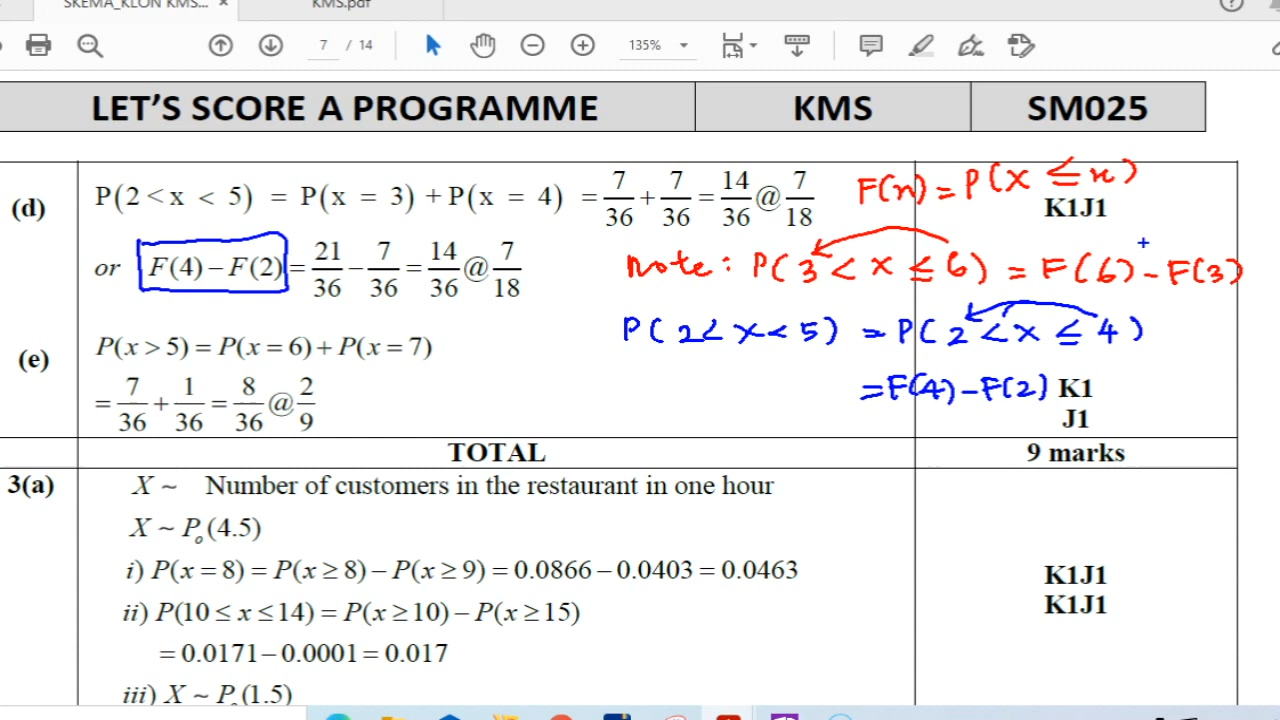 SKEMA_KLON KMS... × KMS.pdf
7 / 14 135%
LET'S SCORE A PROGRAMME KMS SM025
(d) P(2 < x < 5) = P(x = 3) + P(x = 4) = 7/36 + 7/36 = 14/36 @ 7/18 F(x) = P(X ≤ x)
K1J1
or F(4) − F(2) = 21/36 − 7/36 = 14/36 @ 7/18 Note: P(3 < X ≤ 6) = F(6) − F(3)
P(2 < X < 5) = P(2 < X ≤ 4)
(e) P(x > 5) = P(x = 6) + P(x = 7)
= F(4) − F(2) K1
= 7/36 + 1/36 = 8/36 @ 2/9
J1
TOTAL 9 marks
3(a) X ~ Number of customers in the restaurant in one hour
X ~ Pₒ(4.5)
i) P(x = 8) = P(x ≥ 8) − P(x ≥ 9) = 0.0866 − 0.0403 = 0.0463 K1J1
ii) P(10 ≤ x ≤ 14) = P(x ≥ 10) − P(x ≥ 15) K1J1
= 0.0171 − 0.0001 = 0.017
iii) X ~ Pₒ(1.5)